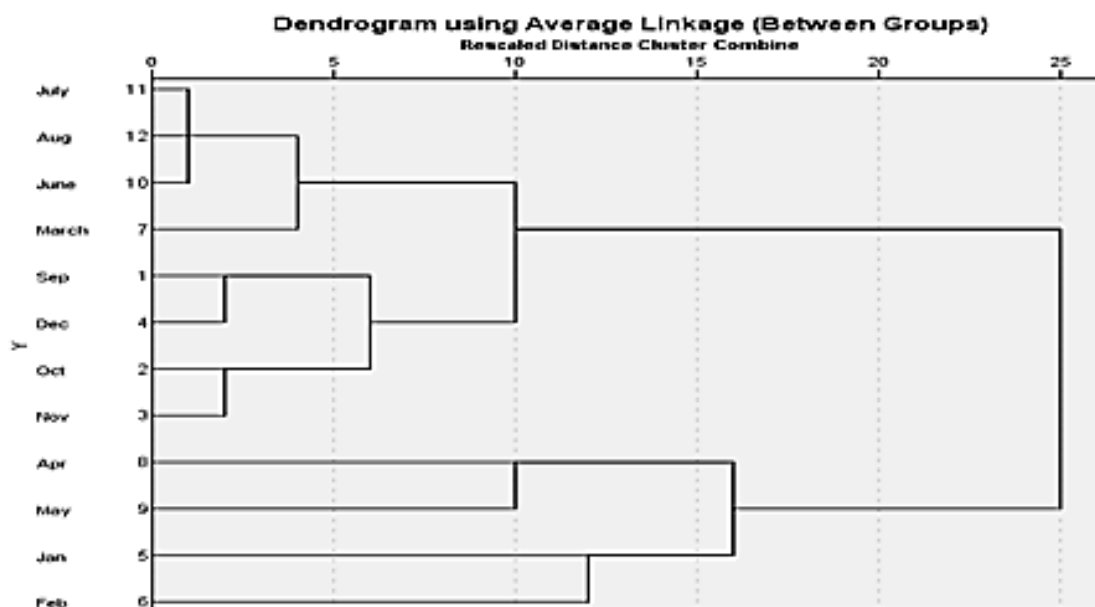 Dendrogram using Average Linkage (Between Groups)
Rescaled Distance Cluster Combine
0 5 10 15 20 25
July 11
Aug 12
June 10
March 7
Sep 1
Dec 4
Y
Oct 2
Nov 3
Apr 8
May 9
Jan 5
Feb 6